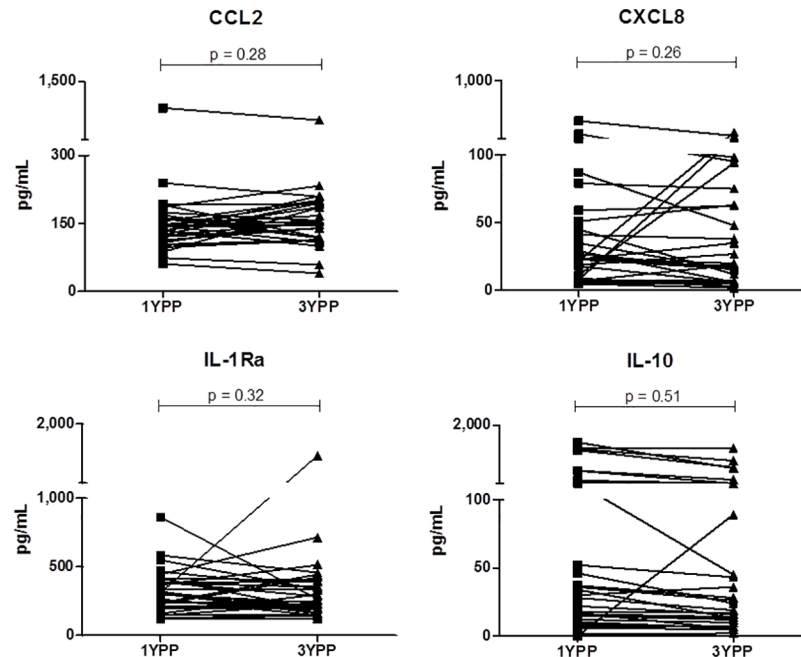 CCL2
p = 0.28
1,500
300
150
0
pg/mL
1YPP
3YPP
CXCL8
p = 0.26
1,000
100
50
0
pg/mL
1YPP
3YPP
IL-1Ra
p = 0.32
2,000
1,000
500
0
pg/mL
1YPP
3YPP
IL-10
p = 0.51
2,000
100
50
0
pg/mL
1YPP
3YPP